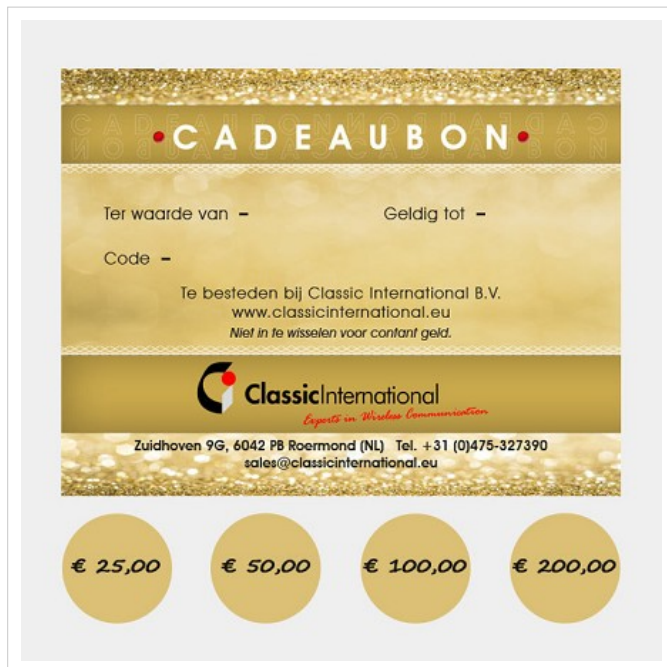 CADEAUBON
Ter waarde van -
Geldig tot -
Code -
Te besteden bij Classic International B.V.
www.classicinternational.eu
Niet in te wisselen voor contant geld.
ClassicInternational
Experts in Wireless Communication
Zuidhoven 9G, 6042 PB Roermond (NL) Tel. +31 (0)475-327390
sales@classicinternational.eu
€ 25,00
€ 50,00
€ 100,00
€ 200,00